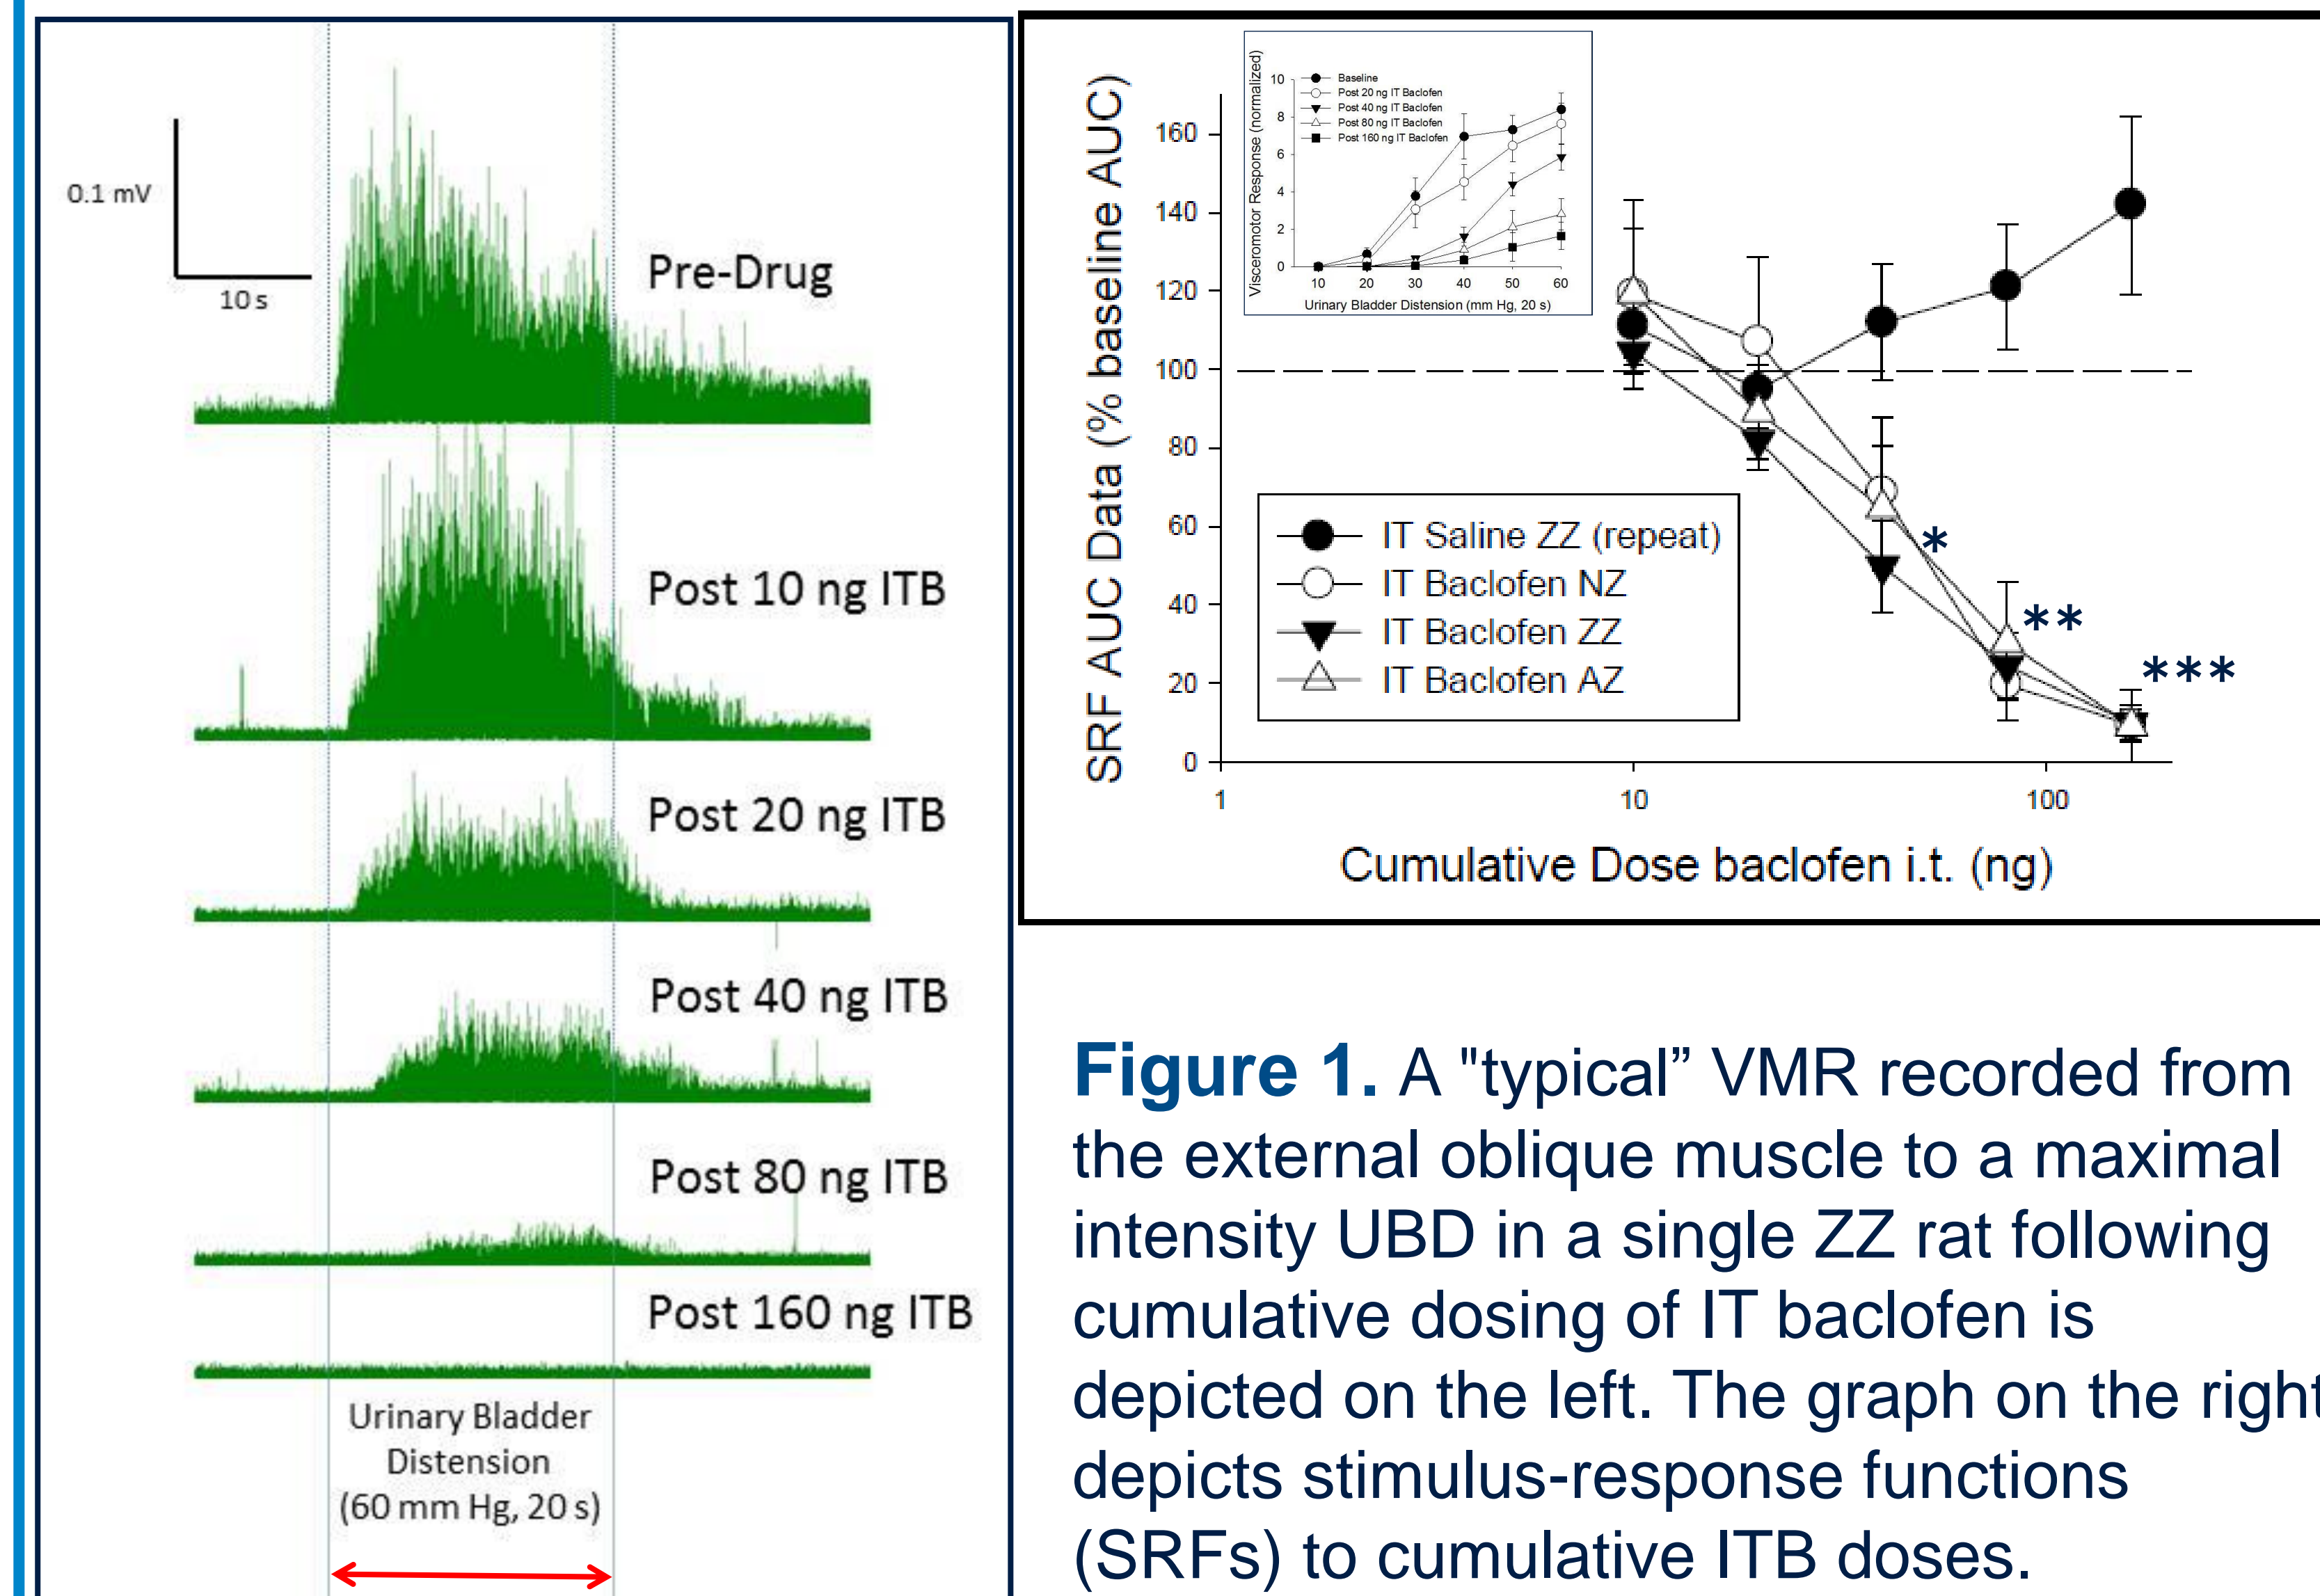 0.1 mV
10 s
Pre-Drug
Post 10 ng ITB
Post 20 ng ITB
Post 40 ng ITB
Post 80 ng ITB
Post 160 ng ITB
Urinary Bladder
Distension
(60 mm Hg, 20 s)
SRF AUC Data (% baseline AUC)
160
140
120
100
80
60
40
20
0
1
10
100
Cumulative Dose baclofen i.t. (ng)
Visceromotor Response (normalized)
10
8
6
4
2
0
Baseline
Post 20 ng IT Baclofen
Post 40 ng IT Baclofen
Post 80 ng IT Baclofen
Post 160 ng IT Baclofen
10 20 30 40 50 60
Urinary Bladder Distension (mm Hg, 20 s)
IT Saline ZZ (repeat)
IT Baclofen NZ
IT Baclofen ZZ
IT Baclofen AZ
*
**
***
Figure 1. A "typical” VMR recorded from
the external oblique muscle to a maximal
intensity UBD in a single ZZ rat following
cumulative dosing of IT baclofen is
depicted on the left. The graph on the right
depicts stimulus-response functions
(SRFs) to cumulative ITB doses.